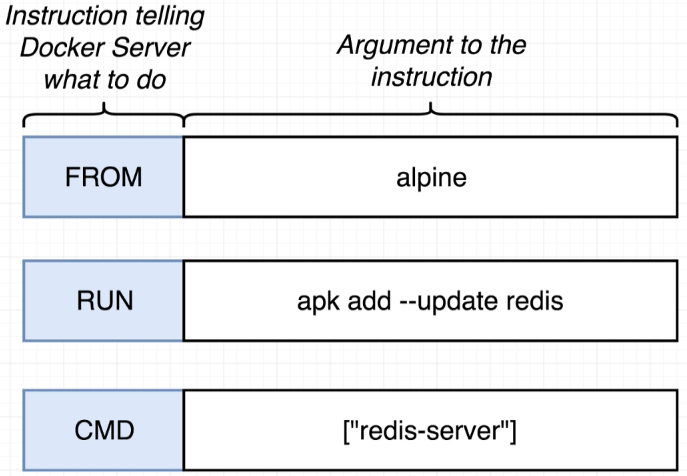 Instruction telling
Docker Server
what to do
Argument to the
instruction
FROM
alpine
RUN
apk add --update redis
CMD
["redis-server"]